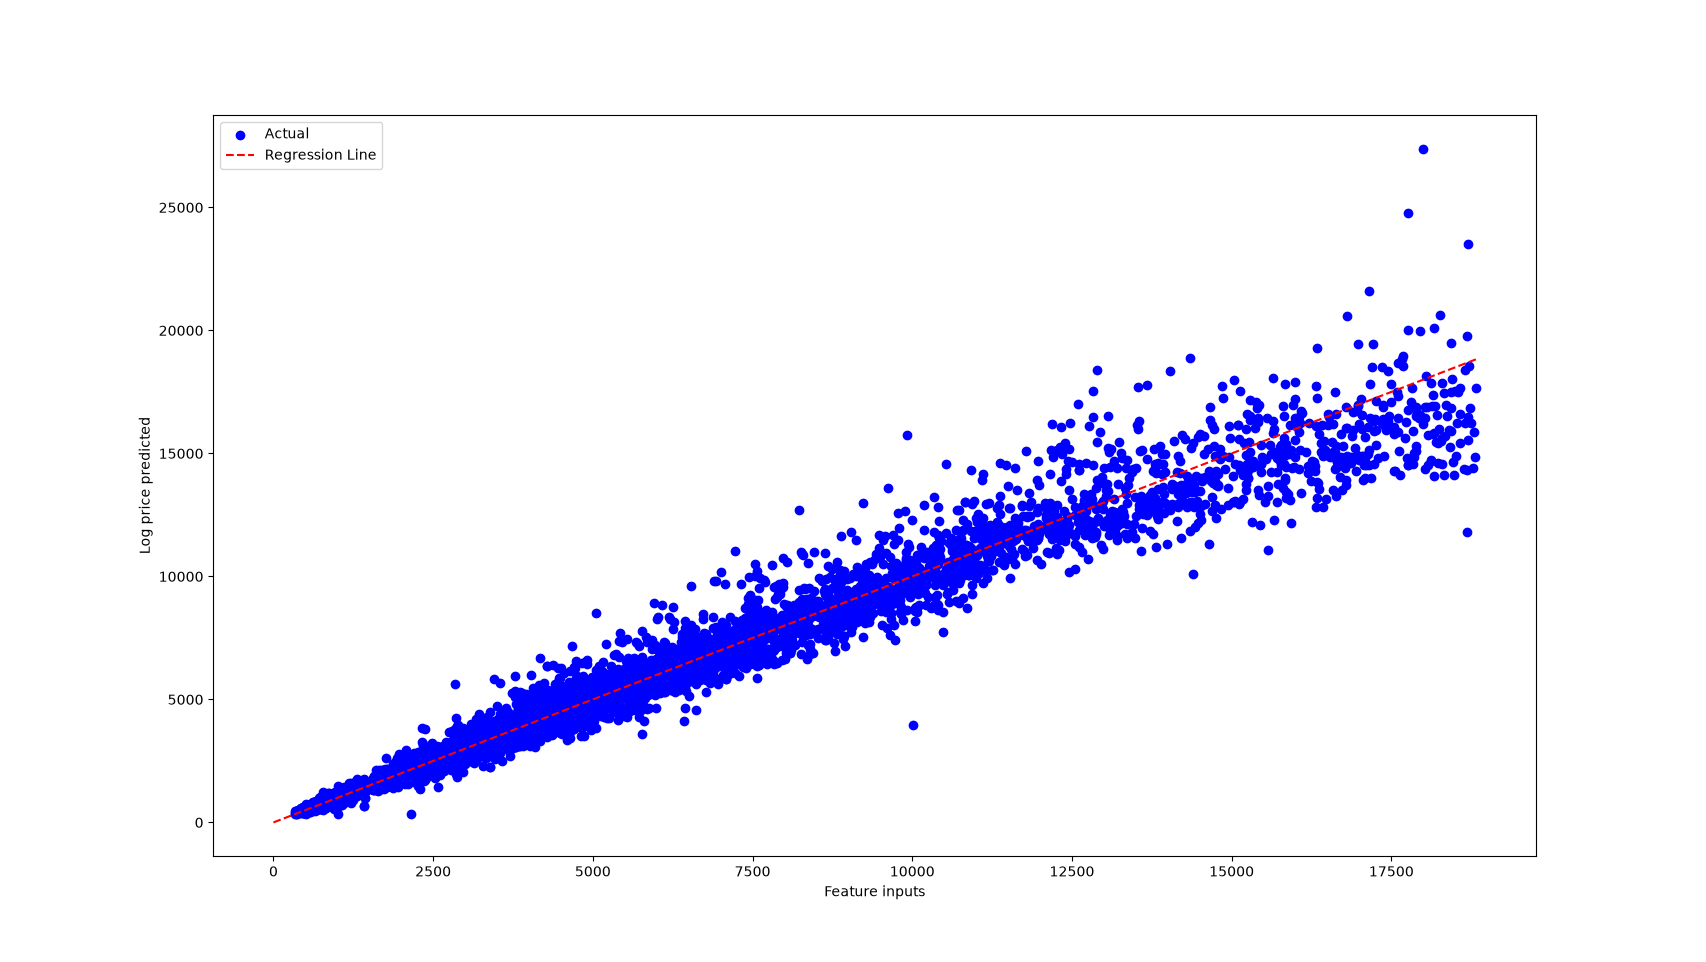 Actual
Regression Line
25000
20000
15000
10000
5000
0
Log price predicted
0 2500 5000 7500 10000 12500 15000 17500
Feature inputs